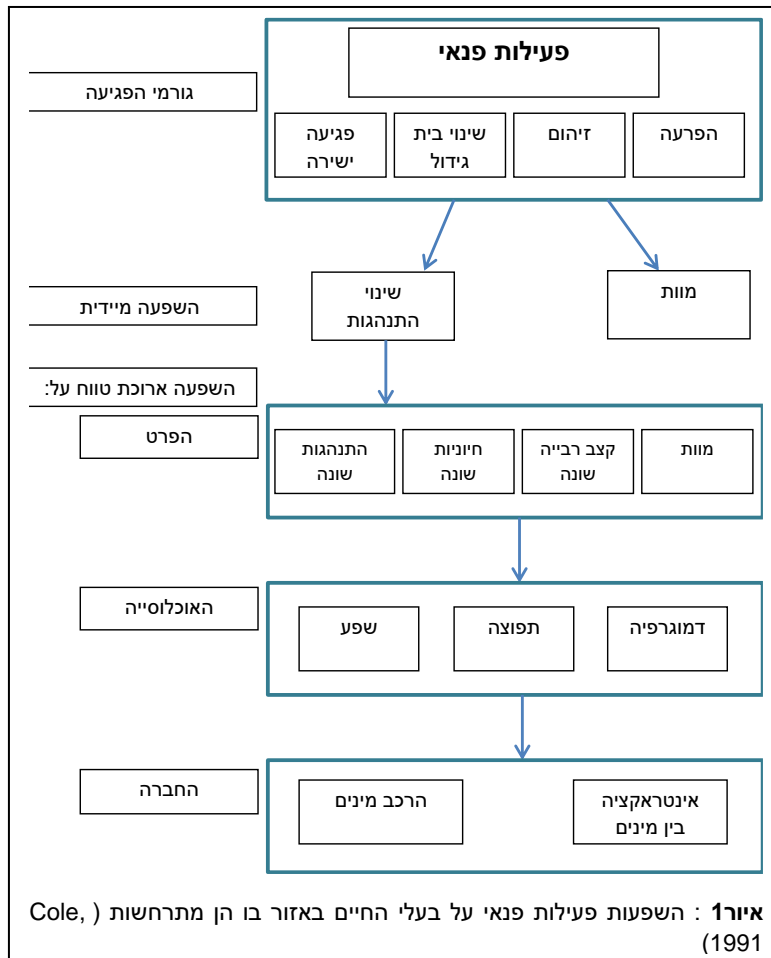 פעילות פנאי
גורמי הפגיעה
הפרעה
זיהום
שינוי בית
גידול
פגיעה
ישירה
מוות
שינוי
התנהגות
השפעה מיידית
השפעה ארוכת טווח על:
הפרט
מוות
קצב רבייה
שונה
חיוניות
שונה
התנהגות
שונה
האוכלוסייה
דמוגרפיה
תפוצה
שפע
החברה
אינטראקציה
בין מינים
הרכב מינים
איור1 : השפעות פעילות פנאי על בעלי החיים באזור בו הן מתרחשות ( Cole,
1991)